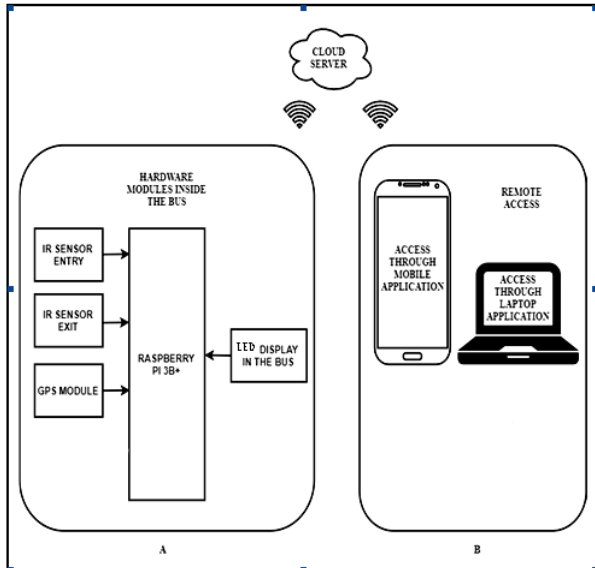 CLOUD
SERVER
HARDWARE
MODULES INSIDE
THE BUS
IR SENSOR
ENTRY
IR SENSOR
EXIT
GPS MODULE
RASPBERRY
PI 3B+
LED DISPLAY
IN THE BUS
A
REMOTE
ACCESS
ACCESS
THROUGH
MOBILE
APPLICATION
ACCESS
THROUGH
LAPTOP
APPLICATION
B